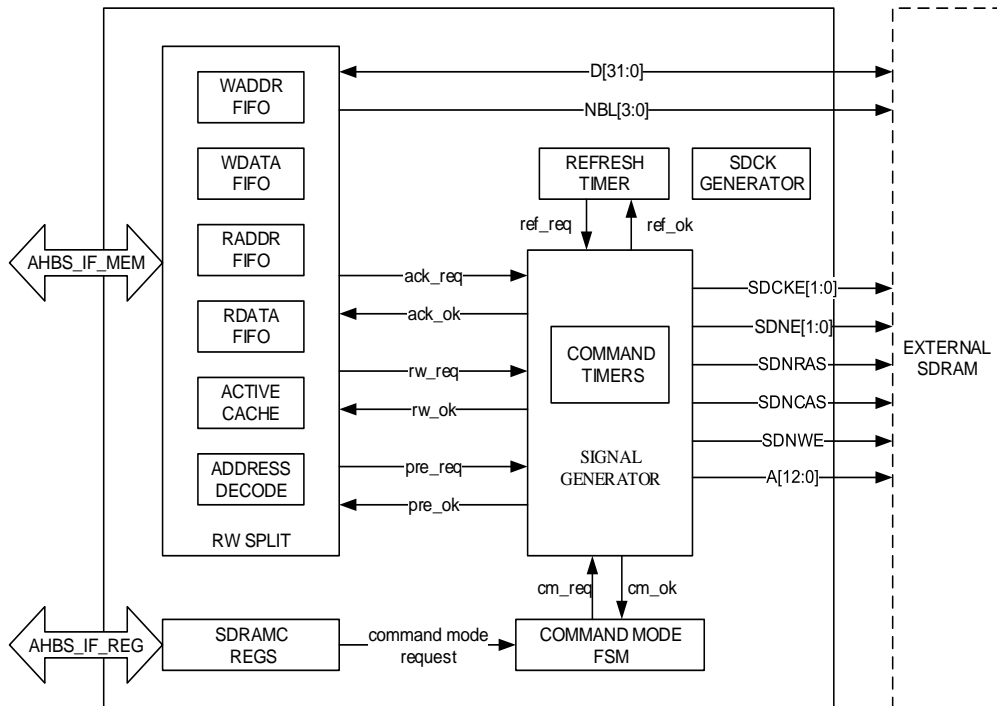 D[31:0]
NBL[3:0]
WADDR
FIFO
WDATA
FIFO
RADDR
FIFO
RDATA
FIFO
ACTIVE
CACHE
ADDRESS
DECODE
RW SPLIT
AHBS_IF_MEM
REFRESH
TIMER
SDCK
GENERATOR
ref_req
ref_ok
ack_req
ack_ok
rw_req
rw_ok
pre_req
pre_ok
COMMAND
TIMERS
SIGNAL
GENERATOR
SDCKE[1:0]
SDNE[1:0]
SDNRAS
SDNCAS
SDNWE
A[12:0]
EXTERNAL
SDRAM
cm_req
cm_ok
AHBS_IF_REG
SDRAMC
REGS
command mode
request
COMMAND MODE
FSM